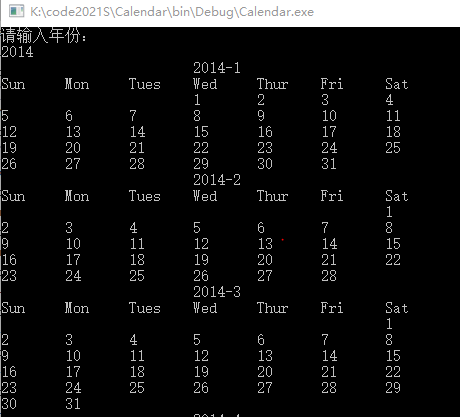 K:\code2021S\Calendar\bin\Debug\Calendar.exe
请输入年份:
2014
2014-1
Sun Mon Tues Wed Thur Fri Sat
1 2 3 4
5 6 7 8 9 10 11
12 13 14 15 16 17 18
19 20 21 22 23 24 25
26 27 28 29 30 31
2014-2
Sun Mon Tues Wed Thur Fri Sat
1
2 3 4 5 6 7 8
9 10 11 12 13 14 15
16 17 18 19 20 21 22
23 24 25 26 27 28
2014-3
Sun Mon Tues Wed Thur Fri Sat
1
2 3 4 5 6 7 8
9 10 11 12 13 14 15
16 17 18 19 20 21 22
23 24 25 26 27 28 29
30 31